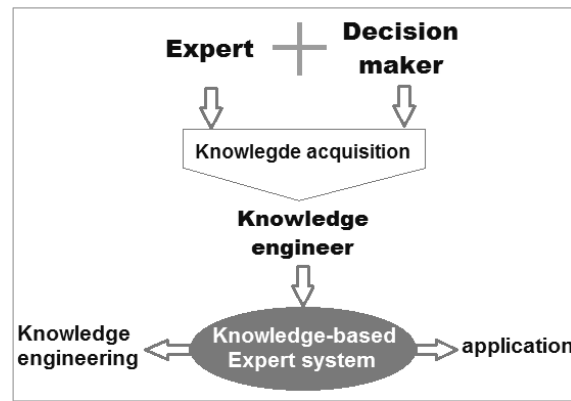 Expert
Decision
maker
Knowlegde acquisition
Knowledge
engineer
Knowledge-based
Expert system
Knowledge
engineering
application